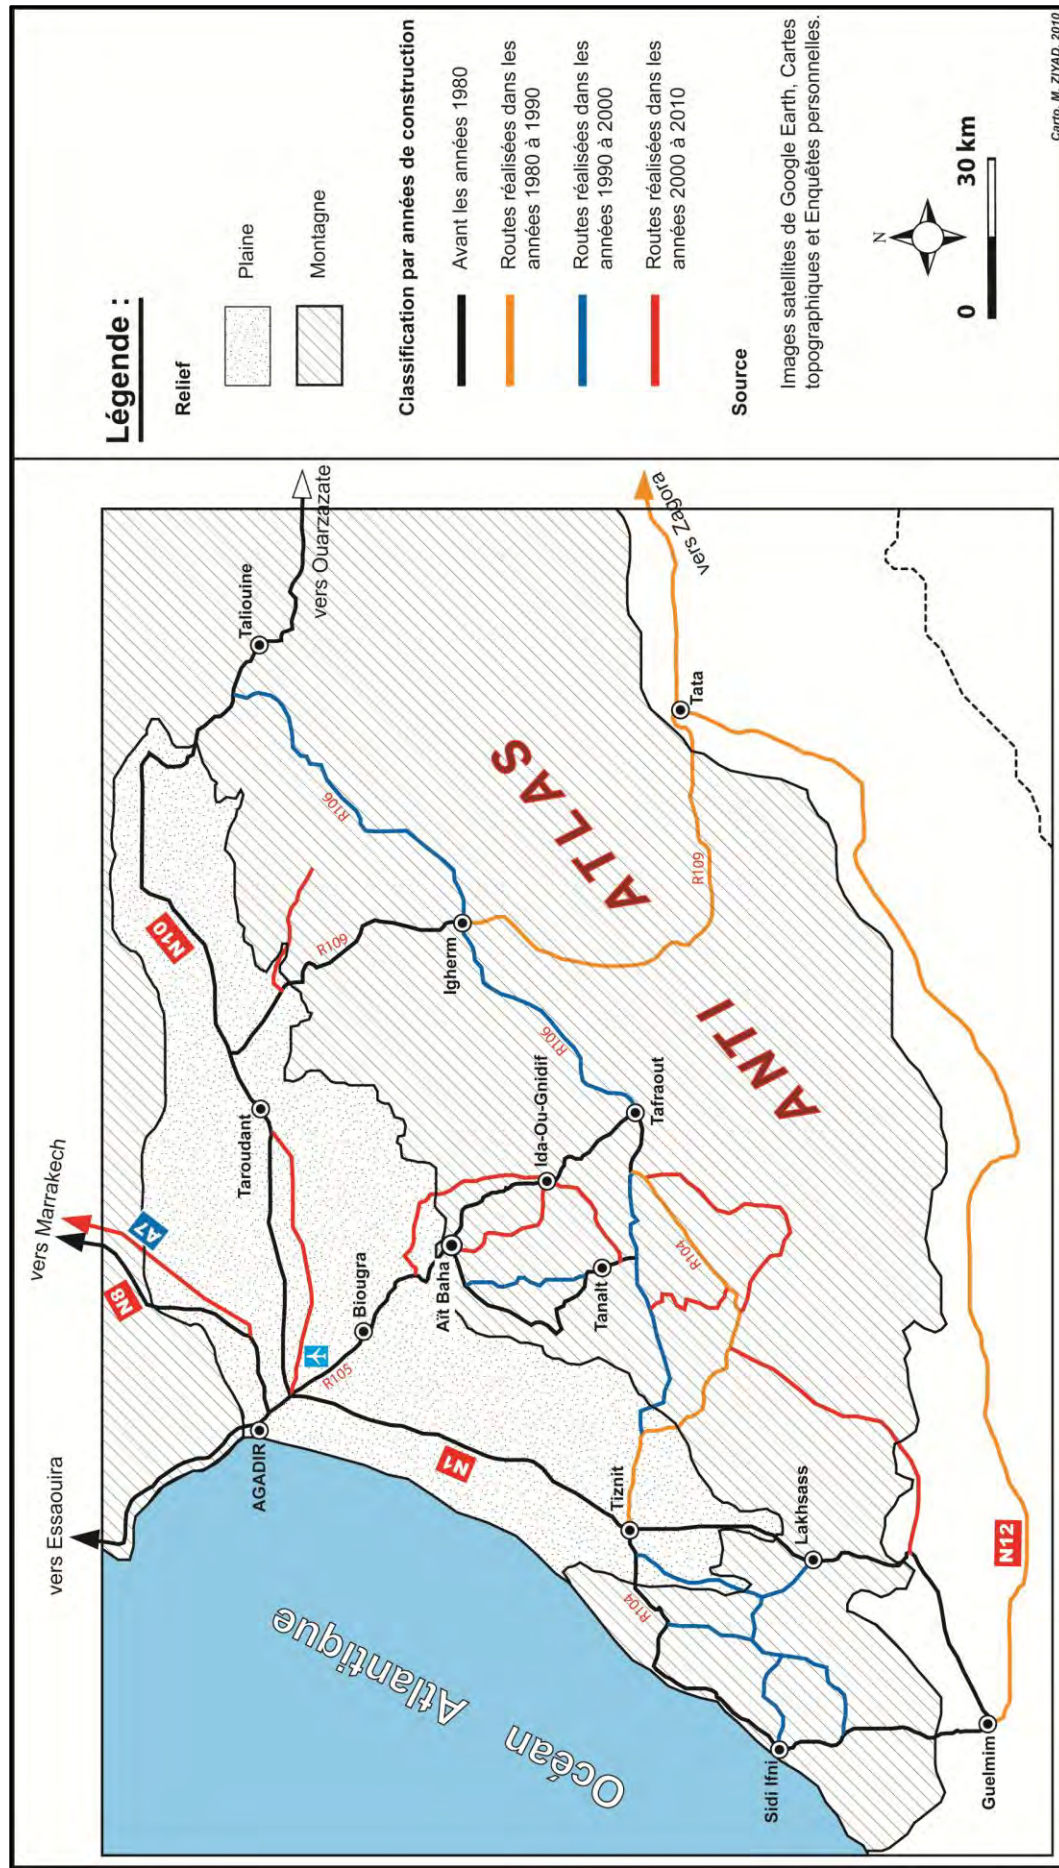 vers Essaouira
vers Marrakech
N8
A7
AGADIR
N10
Taliouine
vers Ouarzazate
Taroudant
R109
R106
R105
Biougra
Igherm
Aït Baha
Ida-Ou-Gnidif
N1
Océan
Atlantique
Tanalt
Tafraout
R106
ANTI
ATLAS
R109
Tata
vers Zagora
Tiznit
R104
R104
Lakhsass
Sidi Ifni
Guelmim
N12
Légende :
Relief
Plaine
Montagne
Classification par années de construction
Avant les années 1980
Routes réalisées dans les
années 1980 à 1990
Routes réalisées dans les
années 1990 à 2000
Routes réalisées dans les
années 2000 à 2010
Source
Images satellites de Google Earth, Cartes
topographiques et Enquêtes personnelles.
N
0 30 km
Carto. M. ZIYAD, 2010